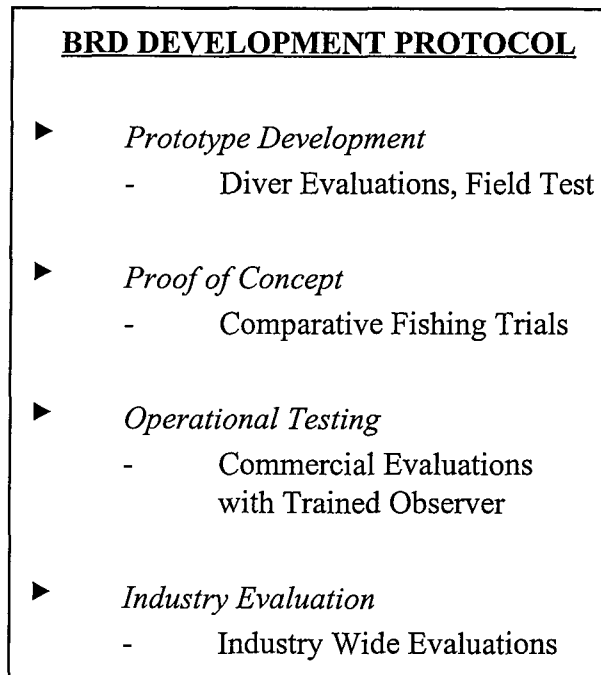 BRD DEVELOPMENT PROTOCOL
► Prototype Development
- Diver Evaluations, Field Test
► Proof of Concept
- Comparative Fishing Trials
► Operational Testing
- Commercial Evaluations
with Trained Observer
► Industry Evaluation
- Industry Wide Evaluations